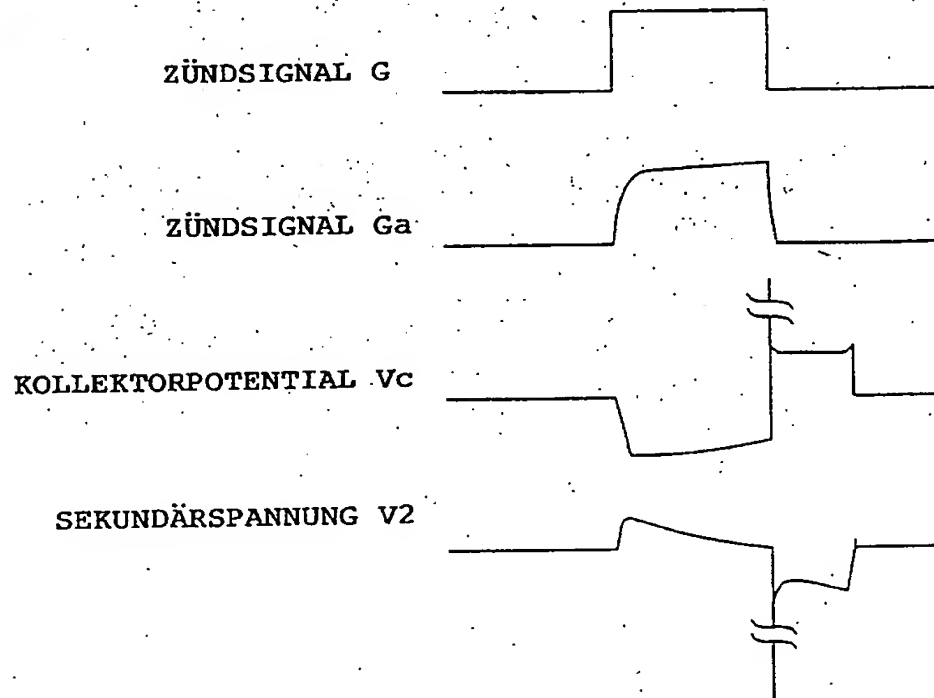 ZÜNDSIGNAL G
ZÜNDSIGNAL Ga
KOLLEKTORPOTENTIAL Vc
SEKUNDÄRSPANNUNG V2